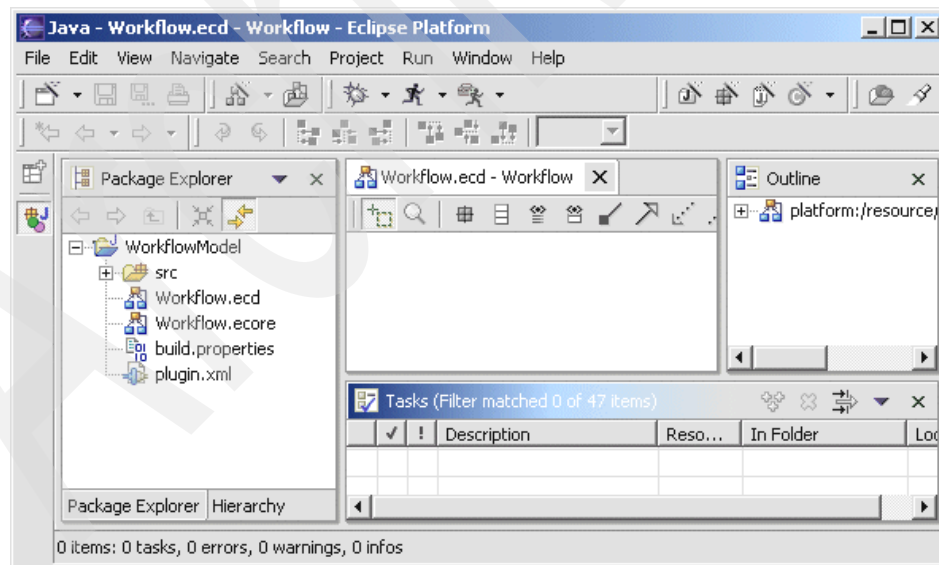 Java - Workflow.ecd - Workflow - Eclipse Platform
File Edit View Navigate Search Project Run Window Help
Package Explorer
Workflow.ecd - Workflow
Outline
WorkflowModel
src
Workflow.ecd
Workflow.ecore
build.properties
plugin.xml
platform:/resource/
Tasks (Filter matched 0 of 47 items)
! Description Reso... In Folder Loc
Package Explorer Hierarchy
0 items: 0 tasks, 0 errors, 0 warnings, 0 infos